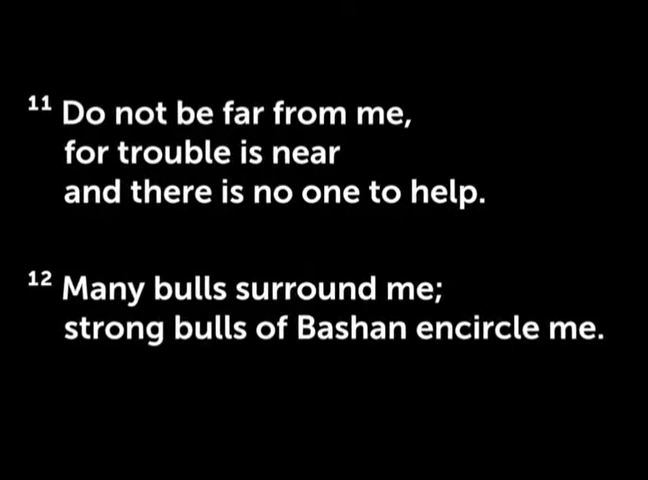 11 Do not be far from me,
for trouble is near
and there is no one to help.
12 Many bulls surround me;
strong bulls of Bashan encircle me.